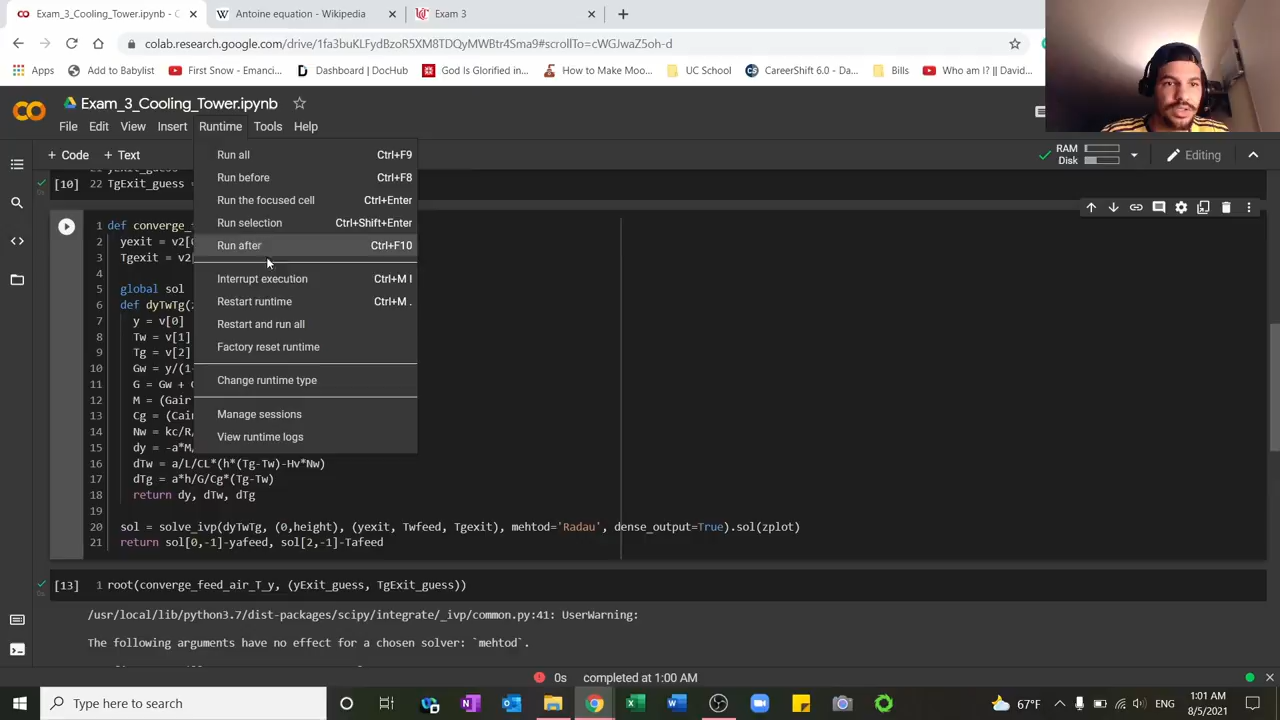 Exam_3_Cooling_Tower.ipynb - C
Antoine equation - Wikipedia
Exam 3
colab.research.google.com/drive/1fa3buKLFydBzoR5XM8TDQyMWBtr4Sma9#scrollTo=cWGJwaZ5oh-d
Apps
Add to Babylist
First Snow - Emanci...
Dashboard | DocHub
God Is Glorified in...
How to Make Moo...
UC School
CareerShift 6.0 - Da...
Bills
Who am I? || David...
Exam_3_Cooling_Tower.ipynb
File Edit View Insert Runtime Tools Help
+ Code + Text
RAM
Disk
Editing
Run all Ctrl+F9
Run before Ctrl+F8
Run the focused cell Ctrl+Enter
Run selection Ctrl+Shift+Enter
Run after Ctrl+F10
Interrupt execution Ctrl+M I
Restart runtime Ctrl+M .
Restart and run all
Factory reset runtime
Change runtime type
Manage sessions
View runtime logs
[10] 22 TgExit_guess
1 def converge_
2 yexit = v2[
3 Tgexit = v2
4
5 global sol
6 def dyTwTg(
7 y = v[0]
8 Tw = v[1]
9 Tg = v[2]
10 Gw = y/(1-
11 G = Gw +
12 M = (Gair
13 Cg = (Cair
14 Nw = kc/R
15 dy = -a*M
16 dTw = a/L/CL*(h*(Tg-Tw)-Hv*Nw)
17 dTg = a*h/G/Cg*(Tg-Tw)
18 return dy, dTw, dTg
19
20 sol = solve_ivp(dyTwTg, (0,height), (yexit, Twfeed, Tgexit), mehtod='Radau', dense_output=True).sol(zplot)
21 return sol[0,-1]-yafeed, sol[2,-1]-Tafeed
[13] 1 root(converge_feed_air_T_y, (yExit_guess, TgExit_guess))
/usr/local/lib/python3.7/dist-packages/scipy/integrate/_ivp/common.py:41: UserWarning:
The following arguments have no effect for a chosen solver: `mehtod`.
0s completed at 1:00 AM
Type here to search
67°F
ENG
1:01 AM
8/5/2021